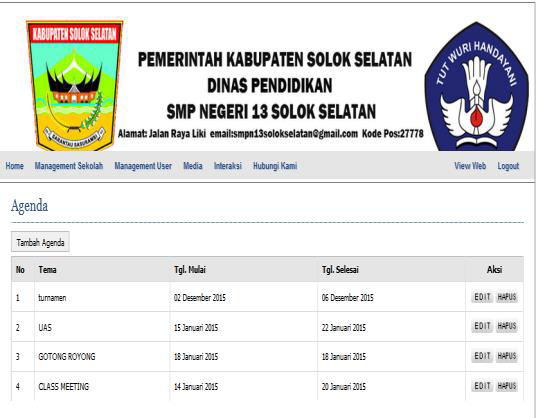 KABUPATEN SOLOK SELATAN
PEMERINTAH KABUPATEN SOLOK SELATAN
DINAS PENDIDIKAN
SMP NEGERI 13 SOLOK SELATAN
Alamat: Jalan Raya Liki email:smpn13solokselatan@gmail.com Kode Pos:27778
TUT WURI HANDAYANI
Home Management Sekolah Management User Media Interaksi Hubungi Kami View Web Logout
Agenda
Tambah Agenda
No Tema Tgl. Mulai Tgl. Selesai Aksi
1 turnamen 02 Desember 2015 06 Desember 2015 EDIT HAPUS
2 UAS 15 Januari 2015 22 Januari 2015 EDIT HAPUS
3 GOTONG ROYONG 18 Januari 2015 18 Januari 2015 EDIT HAPUS
4 CLASS MEETING 14 Januari 2015 20 Januari 2015 EDIT HAPUS